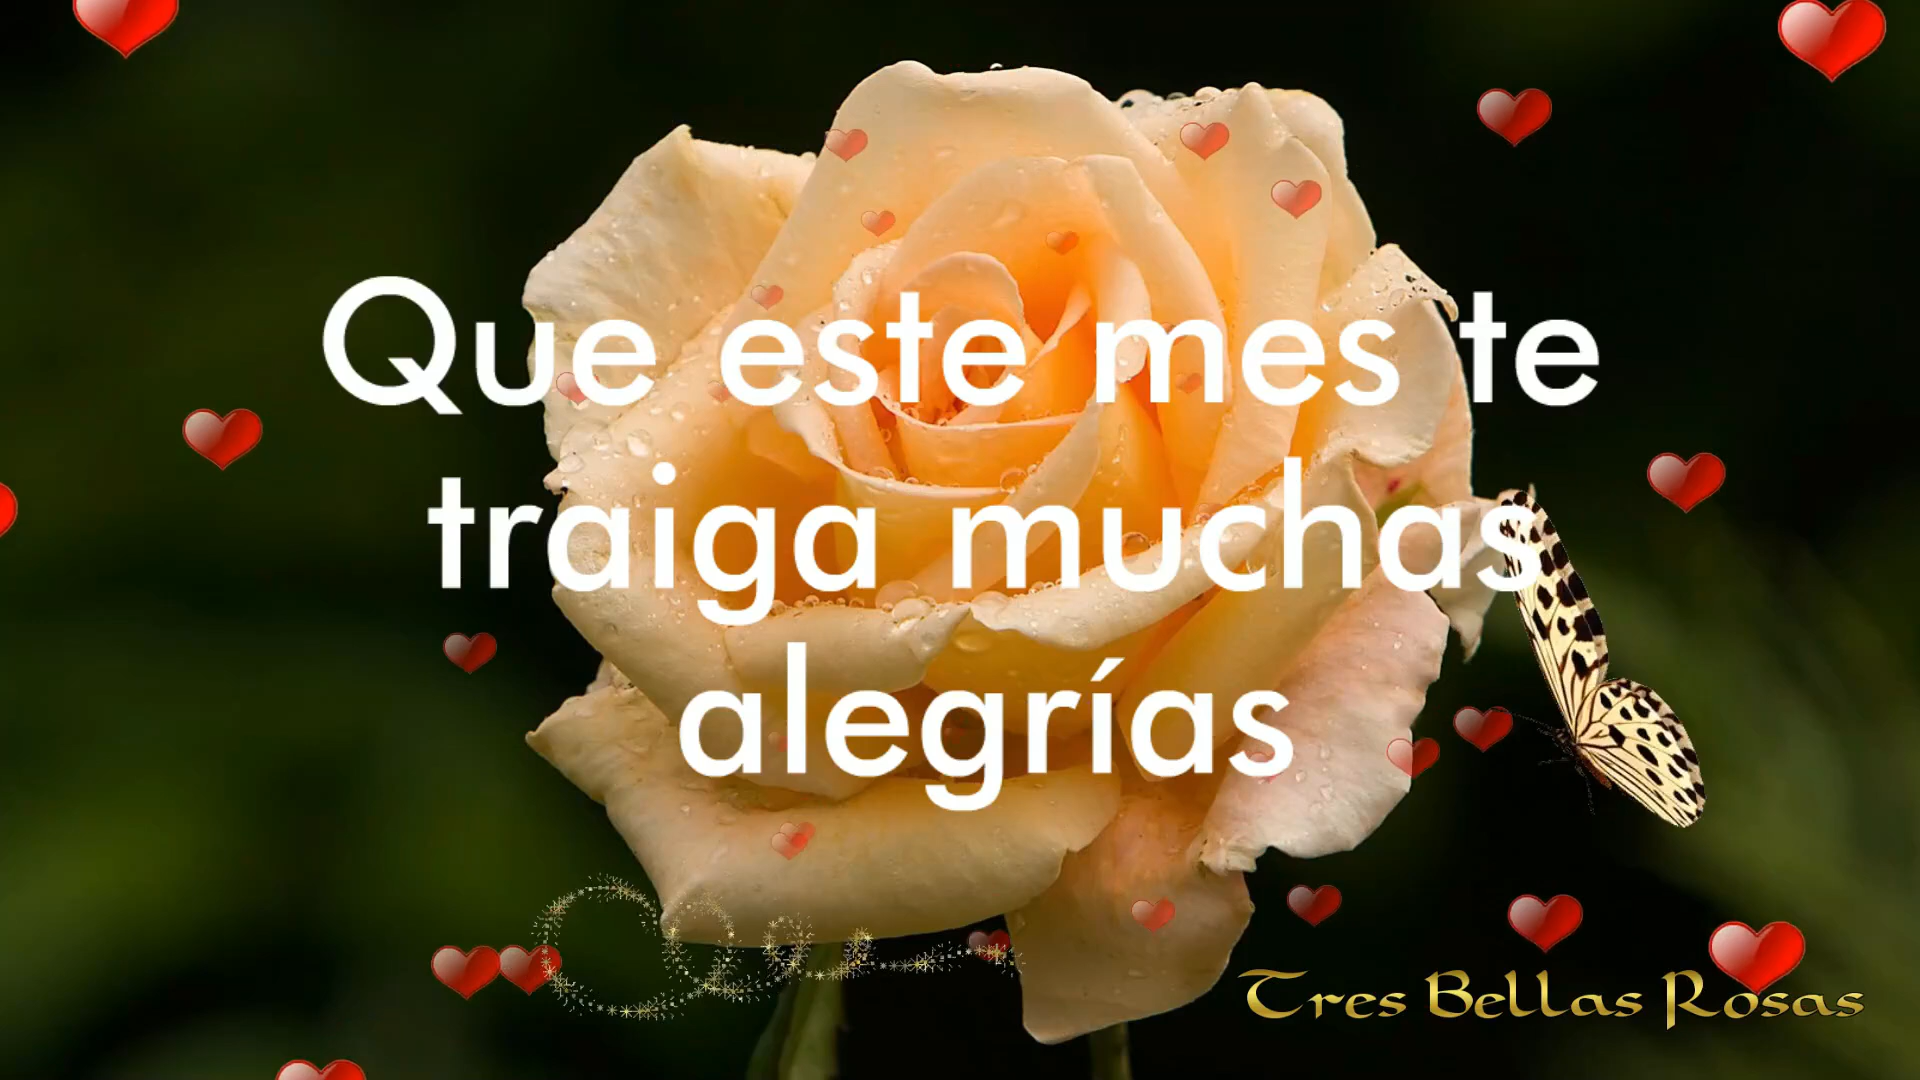 Que este mes te
traiga muchas
alegrías
Tres Bellas Rosas